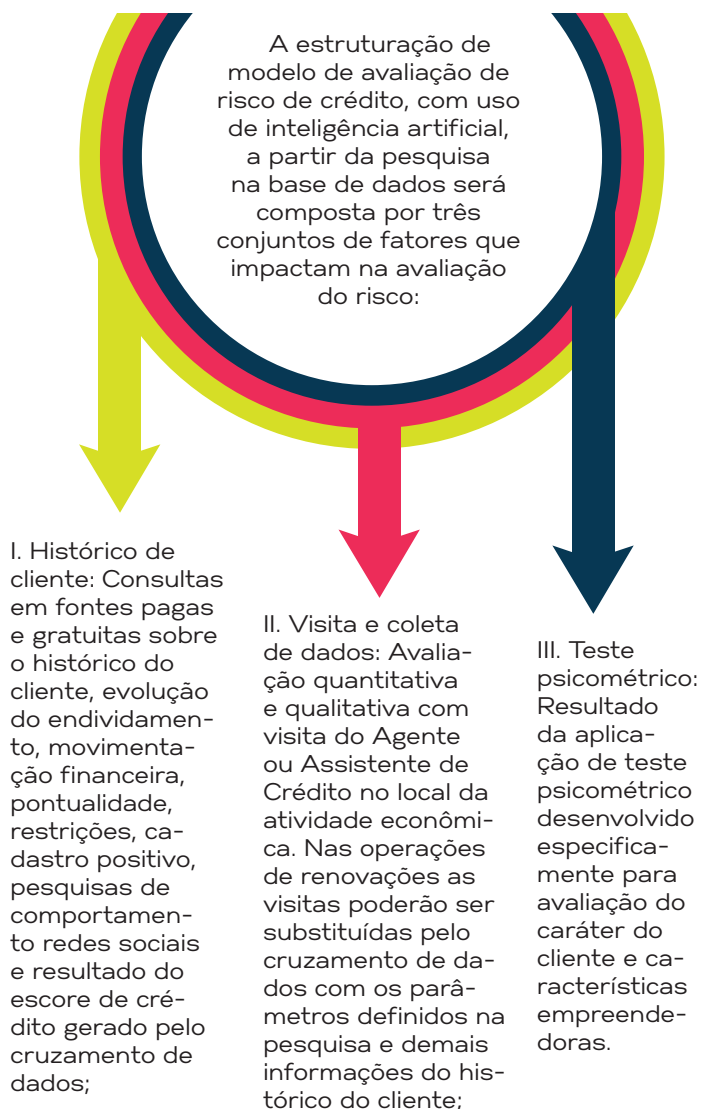 A estruturação de
modelo de avaliação de
risco de crédito, com uso
de inteligência artificial,
a partir da pesquisa
na base de dados será
composta por três
conjuntos de fatores que
impactam na avaliação
do risco:
I. Histórico de
cliente: Consultas
em fontes pagas
e gratuitas sobre
o histórico do
cliente, evolução
do endividamen-
to, movimenta-
ção financeira,
pontualidade,
restrições, ca-
dastro positivo,
pesquisas de
comportamen-
to redes sociais
e resultado do
escore de cré-
dito gerado pelo
cruzamento de
dados;
II. Visita e coleta
de dados: Avalia-
ção quantitativa
e qualitativa com
visita do Agente
ou Assistente de
Crédito no local da
atividade econômi-
ca. Nas operações
de renovações as
visitas poderão ser
substituídas pelo
cruzamento de da-
dos com os parâ-
metros definidos na
pesquisa e demais
informações do his-
tórico do cliente;
III. Teste
psicométrico:
Resultado
da aplica-
ção de teste
psicométrico
desenvolvido
especifica-
mente para
avaliação do
caráter do
cliente e ca-
racterísticas
empreende-
doras.